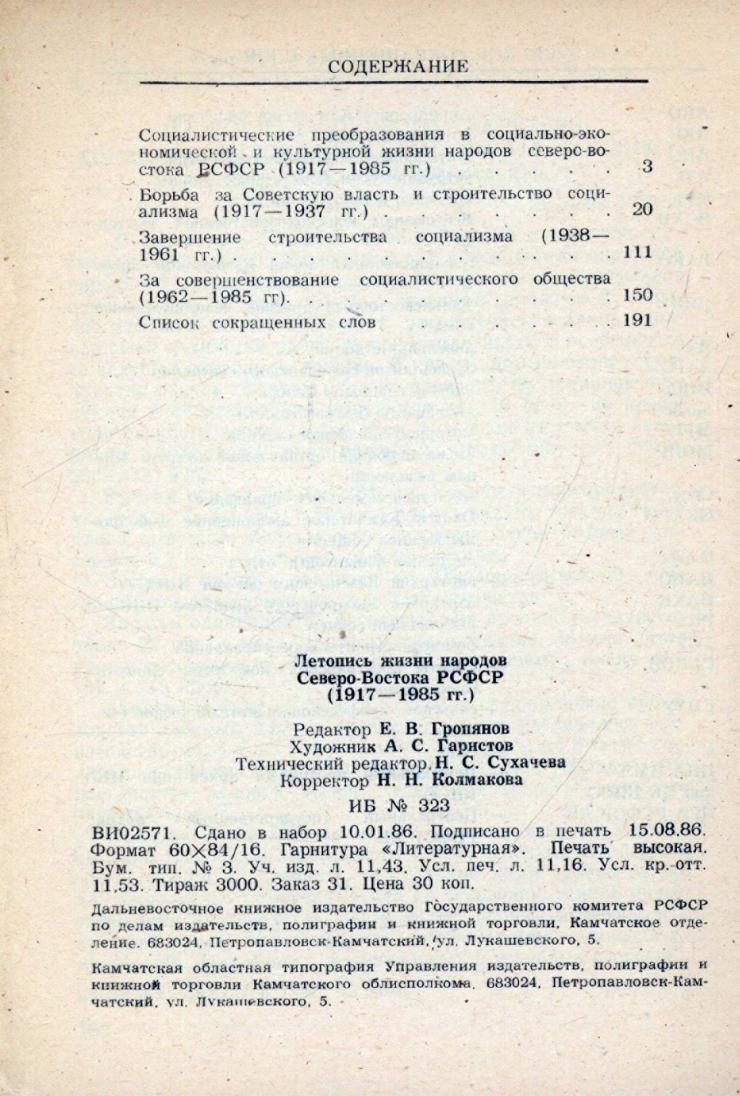 СОДЕРЖАНИЕ
Социалистические преобразования в социально-эко-
номической и культурной жизни народов северо-во-
стока РСФСР (1917—1985 гг.) . . . . . 3
Борьба за Советскую власть и строительство соци-
ализма (1917—1937 гг.) . . . . . . . 20
Завершение строительства социализма (1938—
1961 гг.) . . . . . . . . . . . 111
За совершенствование социалистического общества
(1962—1985 гг). . . . . . . . . . 150
Список сокращенных слов . . . . . . . 191
Летопись жизни народов
Северо-Востока РСФСР
(1917—1985 гг.)
Редактор Е. В. Гропянов
Художник А. С. Гаристов
Технический редактор Н. С. Сухачева
Корректор Н. Н. Колмакова
ИБ № 323
ВИ02571. Сдано в набор 10.01.86. Подписано в печать 15.08.86.
Формат 60X84/16. Гарнитура «Литературная». Печать высокая.
Бум. тип. № 3. Уч. изд. л. 11,43. Усл. печ. л. 11,16. Усл. кр.-отт.
11,53. Тираж 3000. Заказ 31. Цена 30 коп.
Дальневосточное книжное издательство Государственного комитета РСФСР
по делам издательств, полиграфии и книжной торговли, Камчатское отде-
ление. 683024, Петропавловск-Камчатский, ул. Лукашевского, 5.
Камчатская областная типография Управления издательств, полиграфии и
книжной торговли Камчатского облисполкома. 683024, Петропавловск-Кам-
чатский, ул. Лукашевского, 5.